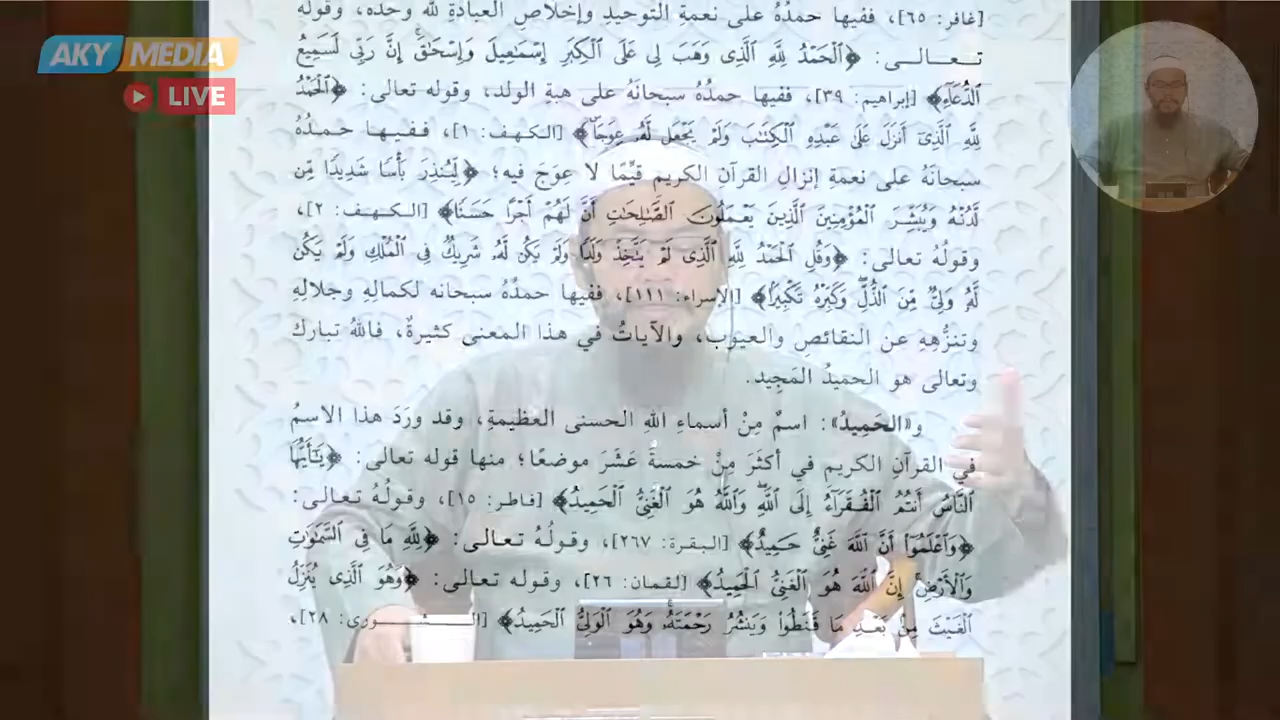 AKY MEDIA
LIVE
[غافر: ٦٥]، ففيها حمدُهُ على نعمةِ التوحيدِ وإخلاصِ العبادةِ لله وحده، وقوله
تعالى: ﴿ٱلۡحَمۡدُ لِلَّهِ ٱلَّذِى وَهَبَ لِى عَلَى ٱلۡكِبَرِ إِسۡمَٰعِيلَ وَإِسۡحَٰقَۚ إِنَّ رَبِّى لَسَمِيعُ
ٱلدُّعَآءِ﴾ [إبراهيم: ٣٩]، ففيها حمدُهُ سبحانَهُ على هبةِ الولد، وقوله تعالى: ﴿ٱلۡحَمۡدُ
لِلَّهِ ٱلَّذِىٓ أَنزَلَ عَلَىٰ عَبۡدِهِ ٱلۡكِتَٰبَ وَلَمۡ يَجۡعَل لَّهُۥ عِوَجَاۜ﴾ [الكهف: ١]، ففيها حمدُهُ
سبحانَهُ على نعمةِ إنزالِ القرآنِ الكريمِ قيِّمًا لا عِوَجَ فيه؛ ﴿لِّيُنذِرَ بَأۡسٗا شَدِيدٗا مِّن
لَّدُنۡهُ وَيُبَشِّرَ ٱلۡمُؤۡمِنِينَ ٱلَّذِينَ يَعۡمَلُونَ ٱلصَّٰلِحَٰتِ أَنَّ لَهُمۡ أَجۡرًا حَسَنٗا﴾ [الكهف: ٢]،
وقولُهُ تعالى: ﴿وَقُلِ ٱلۡحَمۡدُ لِلَّهِ ٱلَّذِى لَمۡ يَتَّخِذۡ وَلَدٗا وَلَمۡ يَكُن لَّهُۥ شَرِيكٞ فِى ٱلۡمُلۡكِ وَلَمۡ يَكُن
لَّهُۥ وَلِىّٞ مِّنَ ٱلذُّلِّۖ وَكَبِّرۡهُ تَكۡبِيرَۢا﴾ [الإسراء: ١١١]، ففيها حمدُهُ سبحانه لكمالِهِ وجلالِهِ
وتنزُّهِهِ عن النقائصِ والعيوبِ، والآياتُ في هذا المعنى كثيرةٌ، فاللهُ تبارك
وتعالى هو الحميدُ المَجِيد.
و«الحَمِيدُ»: اسمٌ مِنْ أسماءِ اللهِ الحسنى العظيمةِ، وقد ورَدَ هذا الاسمُ
في القرآنِ الكريمِ في أكثَرَ مِنْ خمسةَ عَشَرَ موضعًا؛ منها قوله تعالى: ﴿يَٰٓأَيُّهَا
ٱلنَّاسُ أَنتُمُ ٱلۡفُقَرَآءُ إِلَى ٱللَّهِۖ وَٱللَّهُ هُوَ ٱلۡغَنِىُّ ٱلۡحَمِيدُ﴾ [فاطر: ١٥]، وقولُهُ تعالى:
﴿وَٱعۡلَمُوٓاْ أَنَّ ٱللَّهَ غَنِىٌّ حَمِيدٌ﴾ [البقرة: ٢٦٧]، وقولُهُ تعالى: ﴿لِلَّهِ مَا فِى ٱلسَّمَٰوَٰتِ
وَٱلۡأَرۡضِۚ إِنَّ ٱللَّهَ هُوَ ٱلۡغَنِىُّ ٱلۡحَمِيدُ﴾ [لقمان: ٢٦]، وقوله تعالى: ﴿وَهُوَ ٱلَّذِى يُنَزِّلُ
ٱلۡغَيۡثَ مِنۢ بَعۡدِ مَا قَنَطُواْ وَيَنشُرُ رَحۡمَتَهُۥۚ وَهُوَ ٱلۡوَلِىُّ ٱلۡحَمِيدُ﴾ [الشورى: ٢٨]،